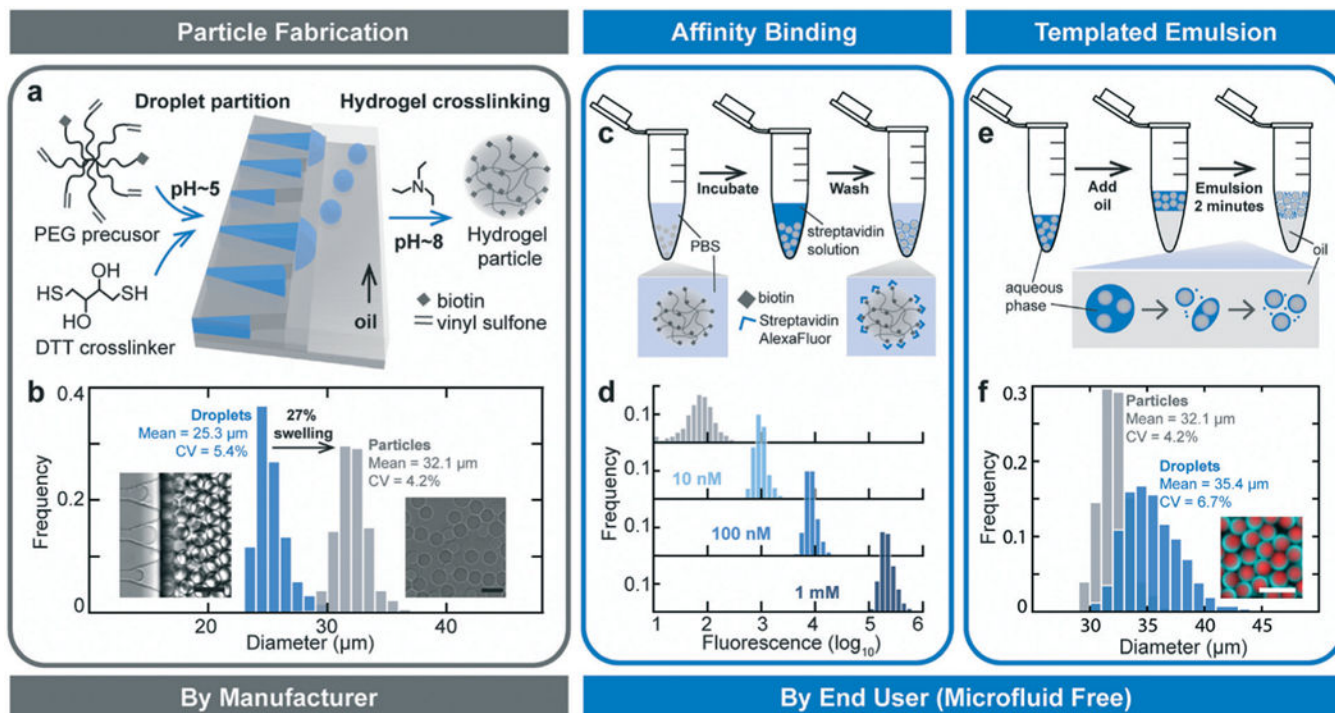 Particle Fabrication
Affinity Binding
Templated Emulsion
a
Droplet partition
Hydrogel crosslinking
pH~5
PEG precusor
N
pH~8
Hydrogel
particle
OH
HS
SH
HO
DTT crosslinker
oil
biotin
vinyl sulfone
b
0.4
0.2
0
Frequency
Droplets
Mean = 25.3 µm
CV = 5.4%
27%
swelling
Particles
Mean = 32.1 µm
CV = 4.2%
20
30
40
Diameter (µm)
c
Incubate
Wash
PBS
streptavidin
solution
biotin
Streptavidin
AlexaFluor
d
0.1
0.1
0.1
0.1
Frequency
10 nM
100 nM
1 mM
1
2
3
4
5
6
Fluorescence (log10)
e
Add
oil
Emulsion
2 minutes
oil
aqueous
phase
f
0.3
0.2
0.1
0
Frequency
Particles
Mean = 32.1 µm
CV = 4.2%
Droplets
Mean = 35.4 µm
CV = 6.7%
30
35
40
45
50
Diameter (µm)
By Manufacturer
By End User (Microfluid Free)